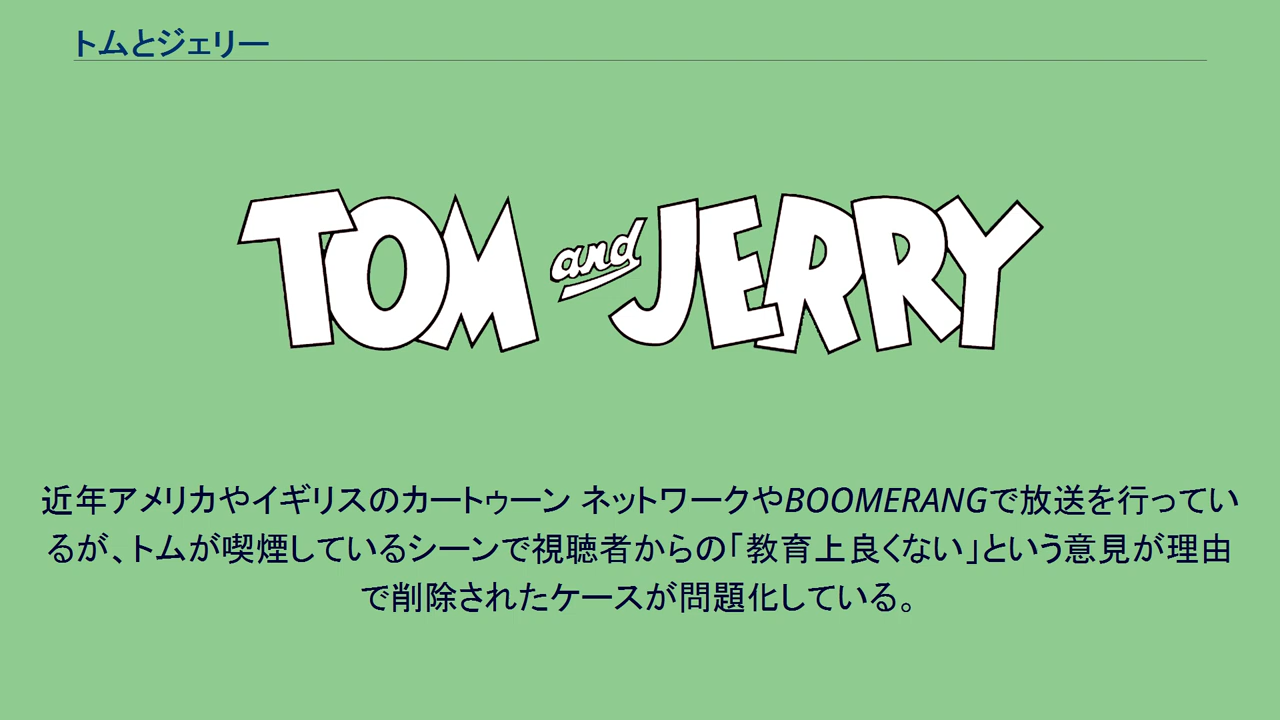 トムとジェリー
TOM and JERRY
近年アメリカやイギリスのカートゥーン ネットワークやBOOMERANGで放送を行ってい
るが、トムが喫煙しているシーンで視聴者からの「教育上良くない」という意見が理由
で削除されたケースが問題化している。